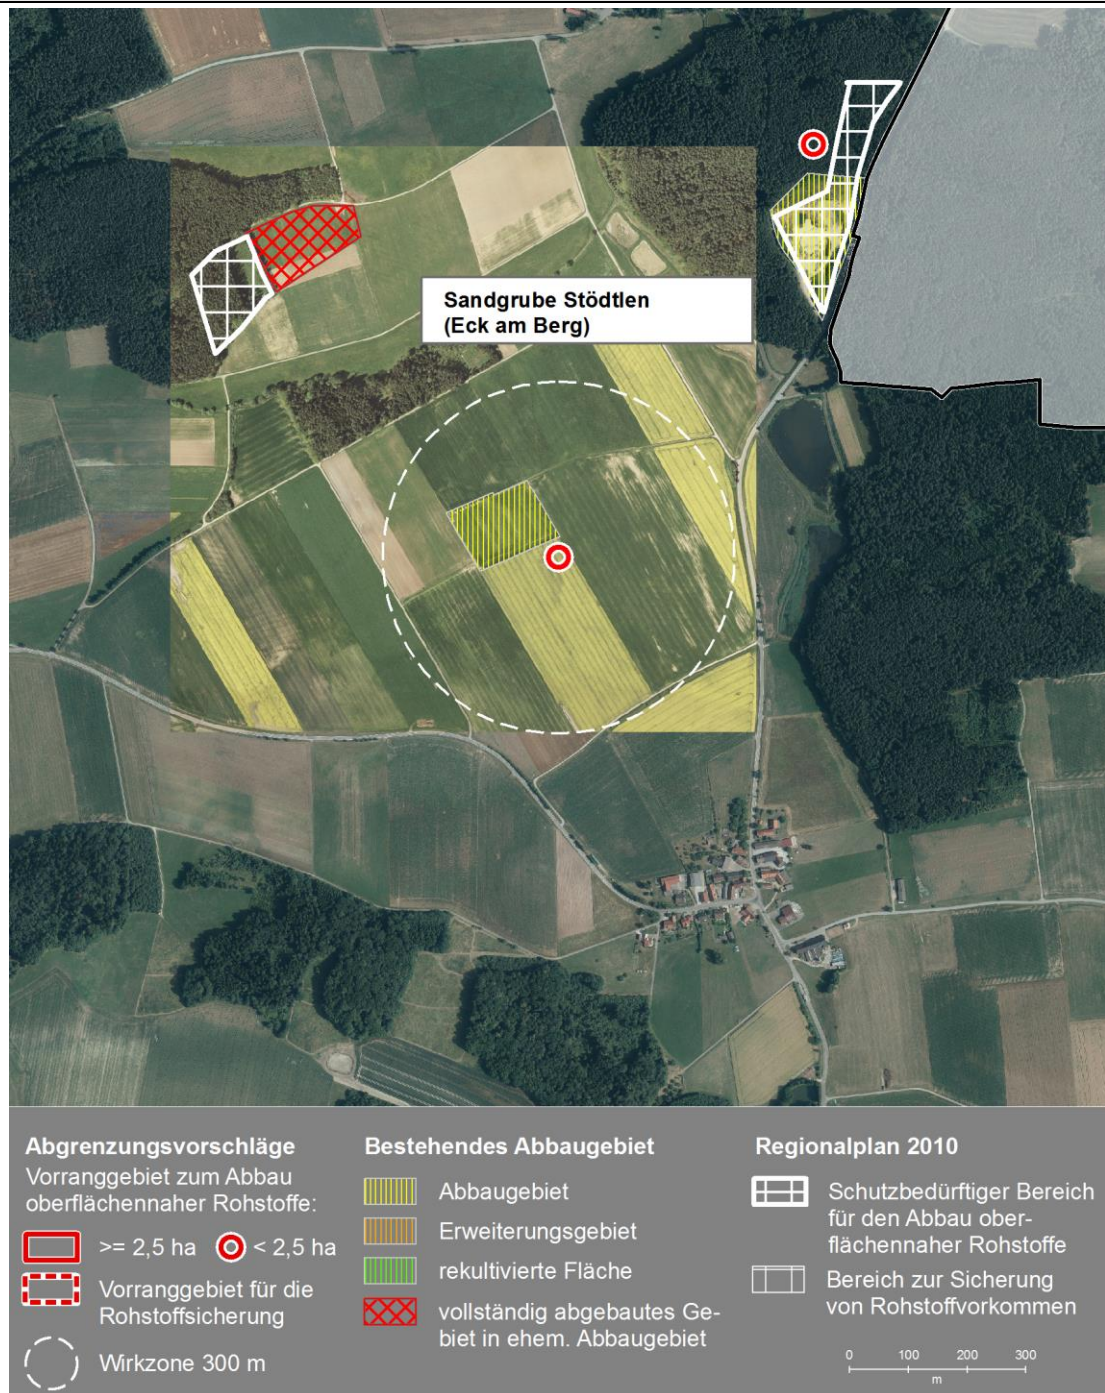 Sandgrube Stödtlen
(Eck am Berg)
Abgrenzungsvorschläge
Vorranggebiet zum Abbau
oberflächennaher Rohstoffe:
>= 2,5 ha
< 2,5 ha
Vorranggebiet für die
Rohstoffsicherung
Wirkzone 300 m
Bestehendes Abbaugebiet
Abbaugebiet
Erweiterungsgebiet
rekultivierte Fläche
vollständig abgebautes Ge-
biet in ehem. Abbaugebiet
Regionalplan 2010
Schutzbedürftiger Bereich
für den Abbau ober-
flächennaher Rohstoffe
Bereich zur Sicherung
von Rohstoffvorkommen
0 100 200 300
m